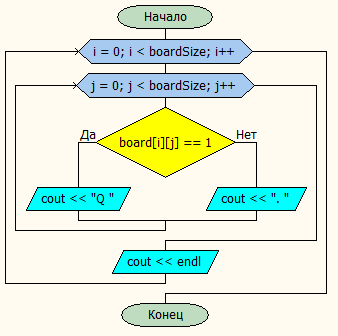 Начало
i = 0; i < boardSize; i++
j = 0; j < boardSize; j++
Да
Нет
board[i][j] == 1
cout << "Q "
cout << ". "
cout << endl
Конец